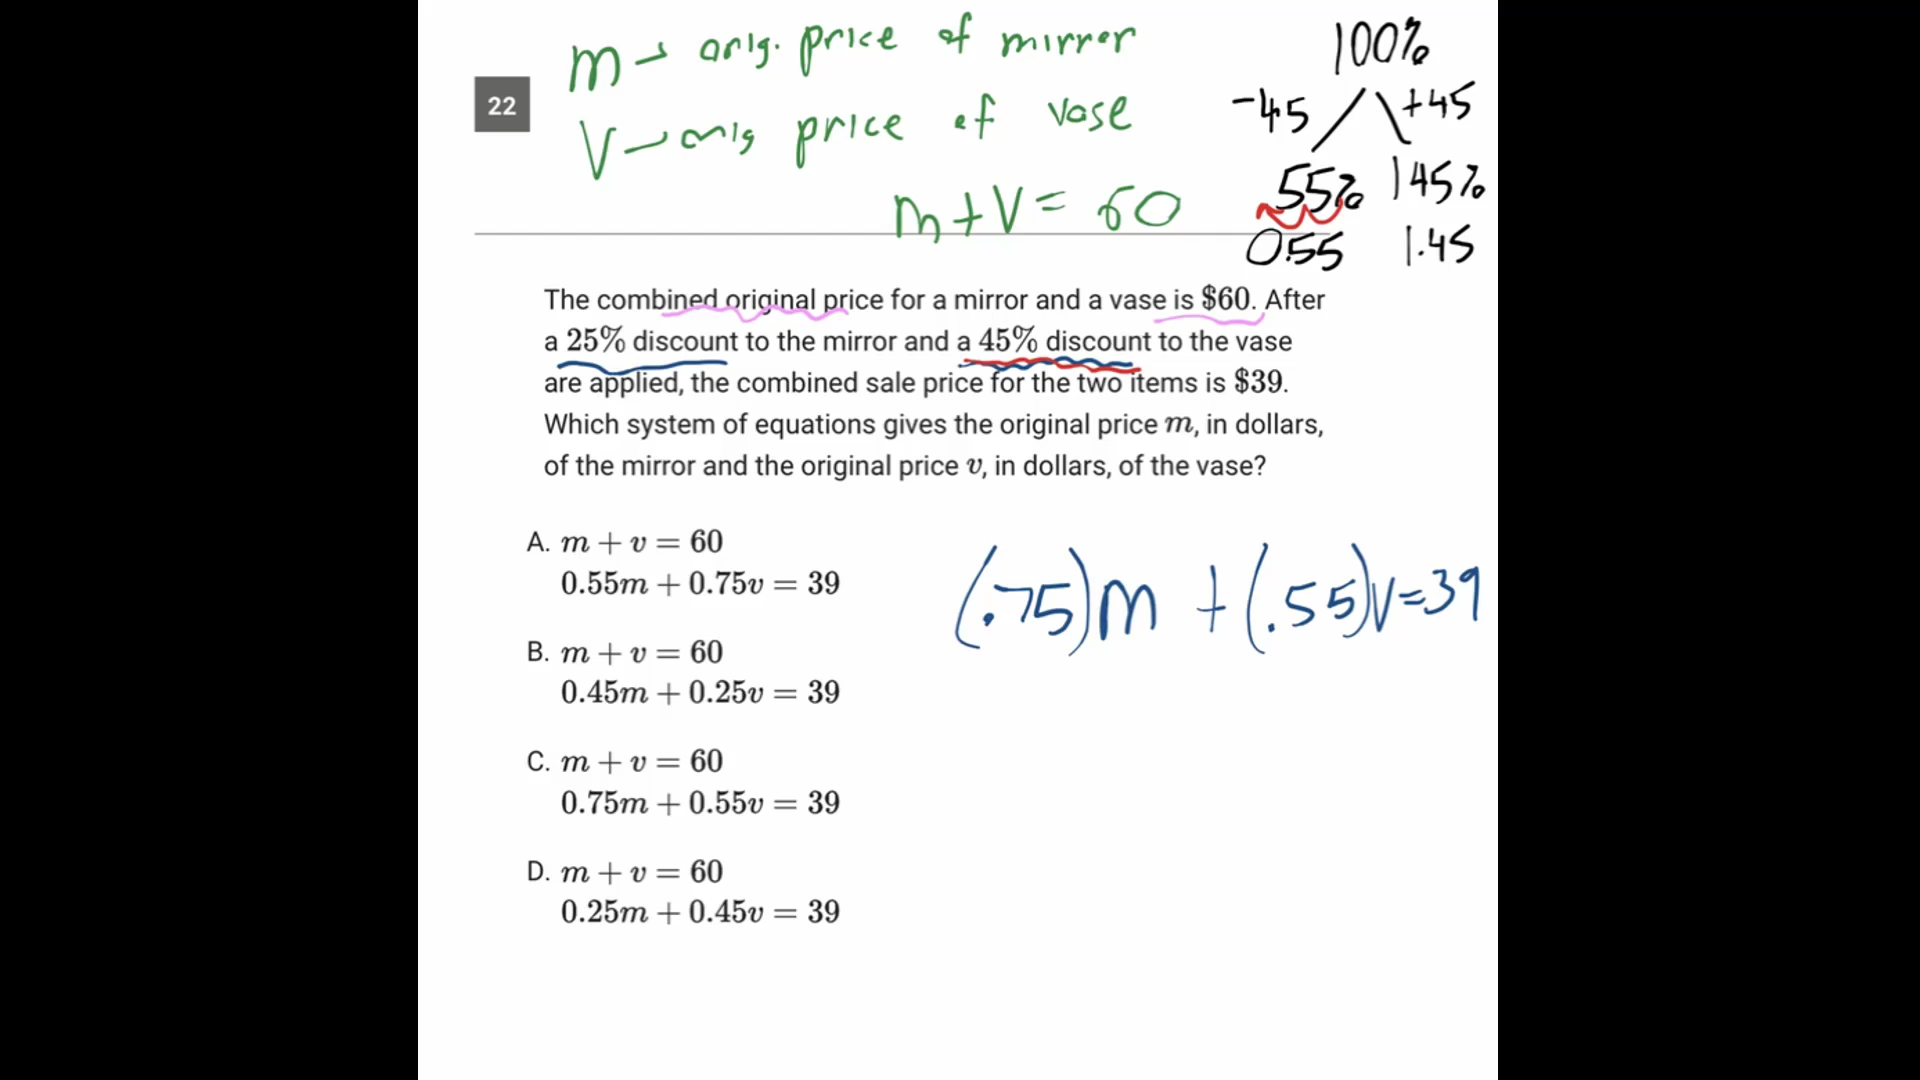 m → orig. price of mirror
22
V → orig price of vase
m + V = 60
100%
-45 +45
55% 145%
0.55 1.45
The combined original price for a mirror and a vase is $60. After
a 25% discount to the mirror and a 45% discount to the vase
are applied, the combined sale price for the two items is $39.
Which system of equations gives the original price m, in dollars,
of the mirror and the original price v, in dollars, of the vase?
A. m + v = 60
0.55m + 0.75v = 39
B. m + v = 60
0.45m + 0.25v = 39
C. m + v = 60
0.75m + 0.55v = 39
D. m + v = 60
0.25m + 0.45v = 39
(.75)m + (.55)V=39